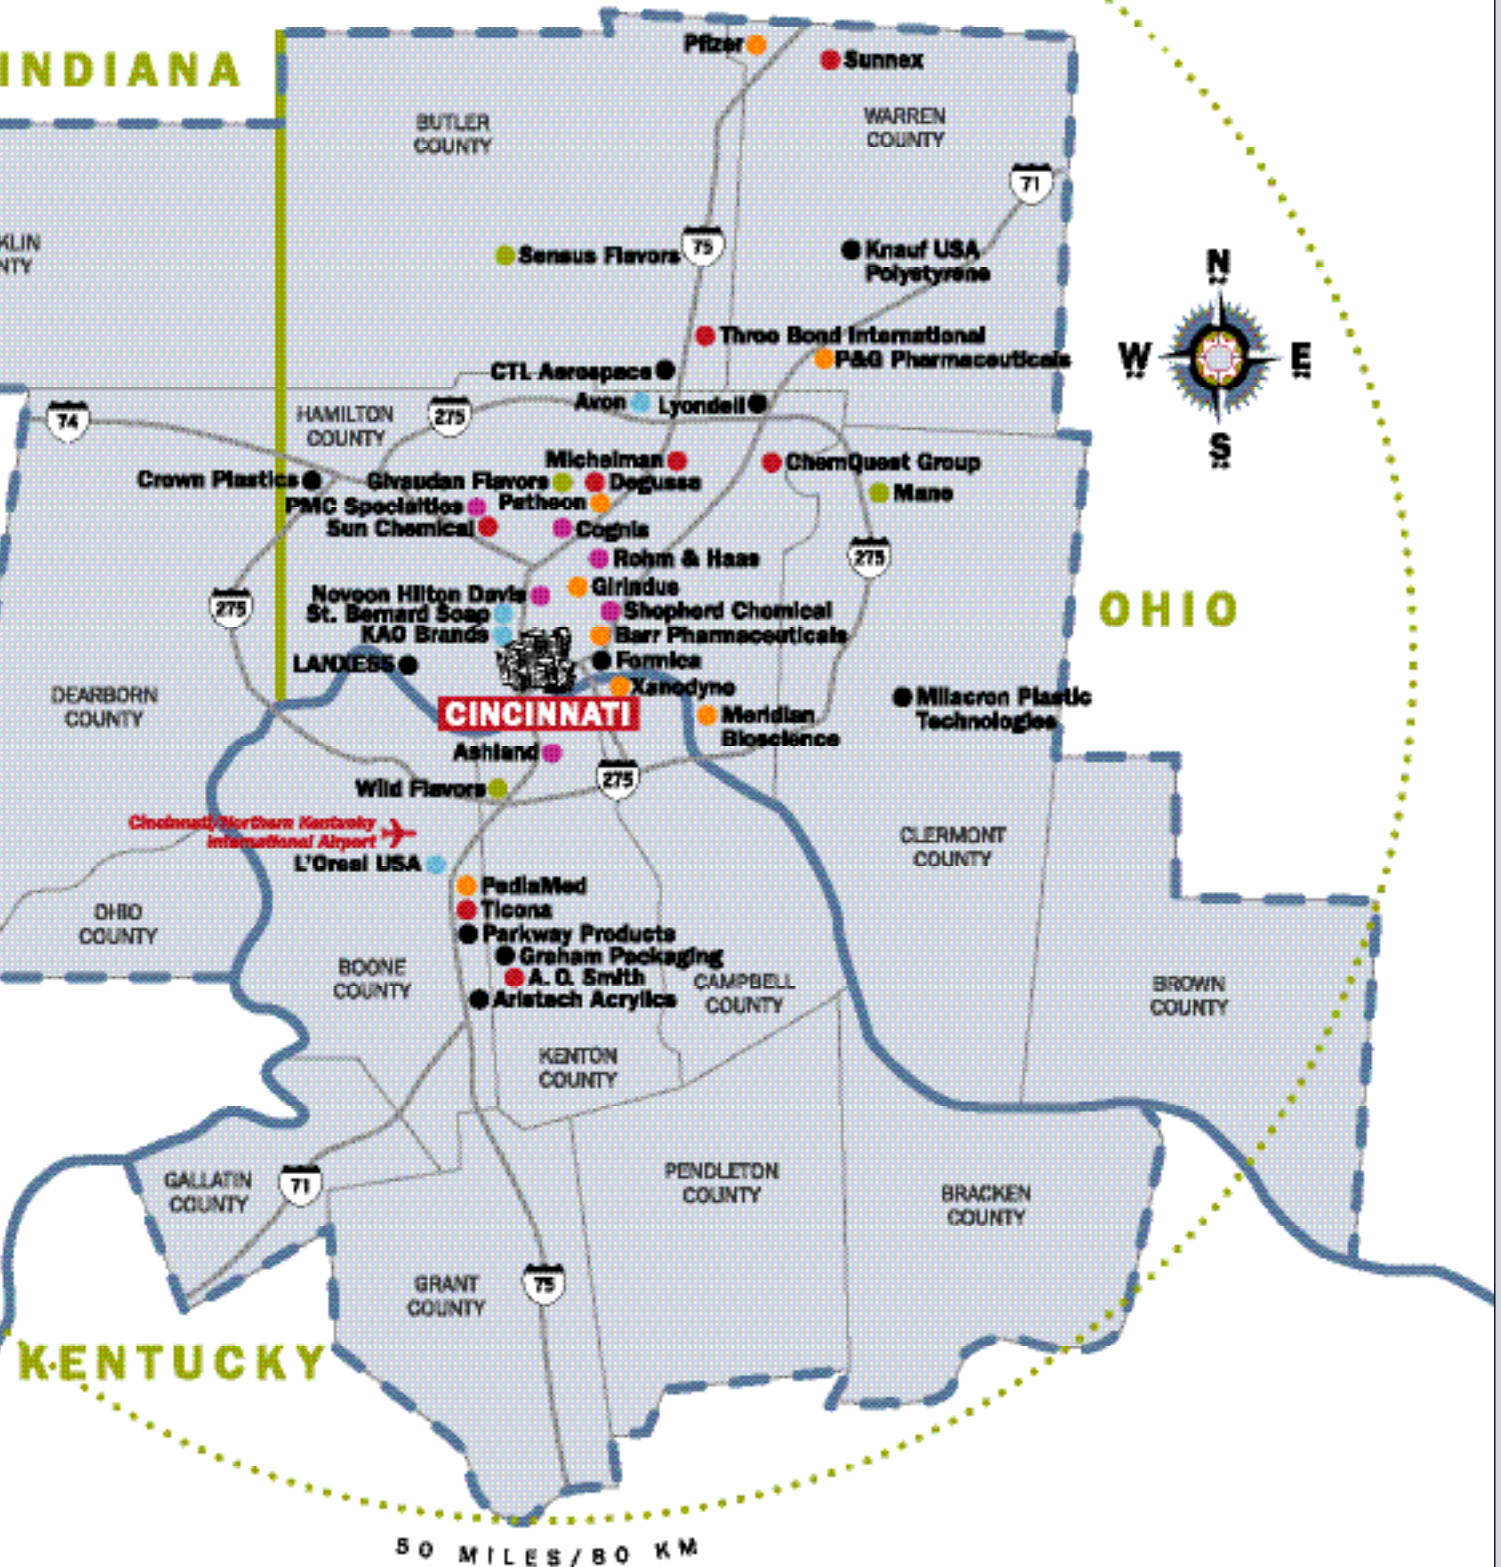 INDIANA
Pfizer
Sunnex
BUTLER
COUNTY
WARREN
COUNTY
71
KLIN
NTY
Sensus Flavors
75
Knauf USA
Polystyrene
N
W
E
S
Three Bond International
P&G Pharmaceuticals
CTL Aerospace
Avon
Lyondell
74
HAMILTON
COUNTY
275
Michelman
ChemQuest Group
Crown Plastics
Givaudan Flavors
Degussa
Mane
PMC Specialties
Patheon
Sun Chemical
Cognis
Rohm & Haas
275
Girindus
Noveon Hilton Davis
275
St. Bernard Soap
Shepherd Chemical
OHIO
KAO Brands
Barr Pharmaceuticals
LANXESS
Formica
Xanodyne
DEARBORN
COUNTY
Milacron Plastic
Technologies
CINCINNATI
Meridian
Bioscience
Ashland
275
Wild Flavors
Cincinnati/Northern Kentucky
International Airport
CLERMONT
COUNTY
L'Oreal USA
PediaMed
Ticona
OHIO
COUNTY
Parkway Products
Graham Packaging
A. O. Smith
Aristech Acrylics
BOONE
COUNTY
CAMPBELL
COUNTY
BROWN
COUNTY
KENTON
COUNTY
GALLATIN
COUNTY
71
PENDLETON
COUNTY
BRACKEN
COUNTY
GRANT
COUNTY
75
KENTUCKY
50 MILES/80 KM